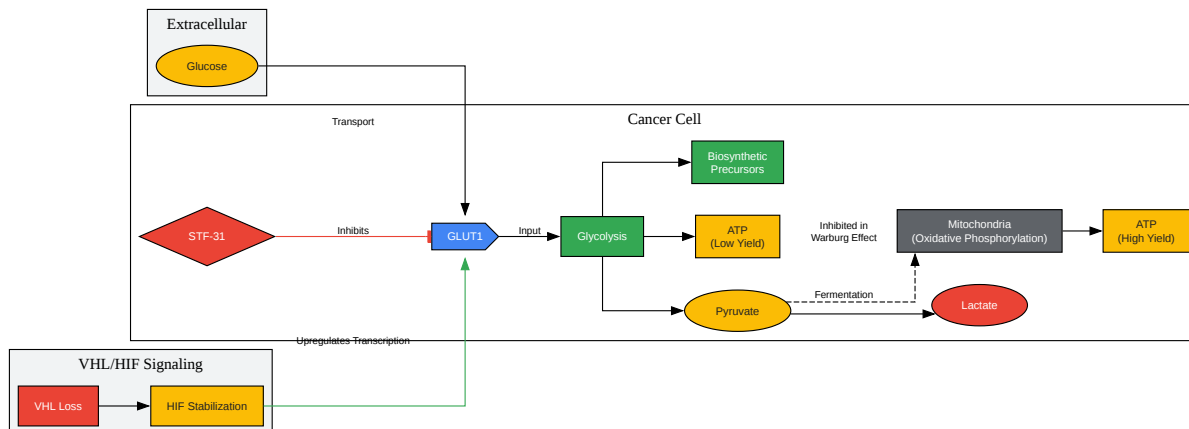 Extracellular
Glucose
Cancer Cell
Transport
Biosynthetic
Precursors
STF-31
Inhibits
GLUT1
Input
Glycolysis
ATP
(Low Yield)
Inhibited in
Warburg Effect
Mitochondria
(Oxidative Phosphorylation)
ATP
(High Yield)
Pyruvate
Fermentation
Lactate
Upregulates Transcription
VHL/HIF Signaling
VHL Loss
HIF Stabilization